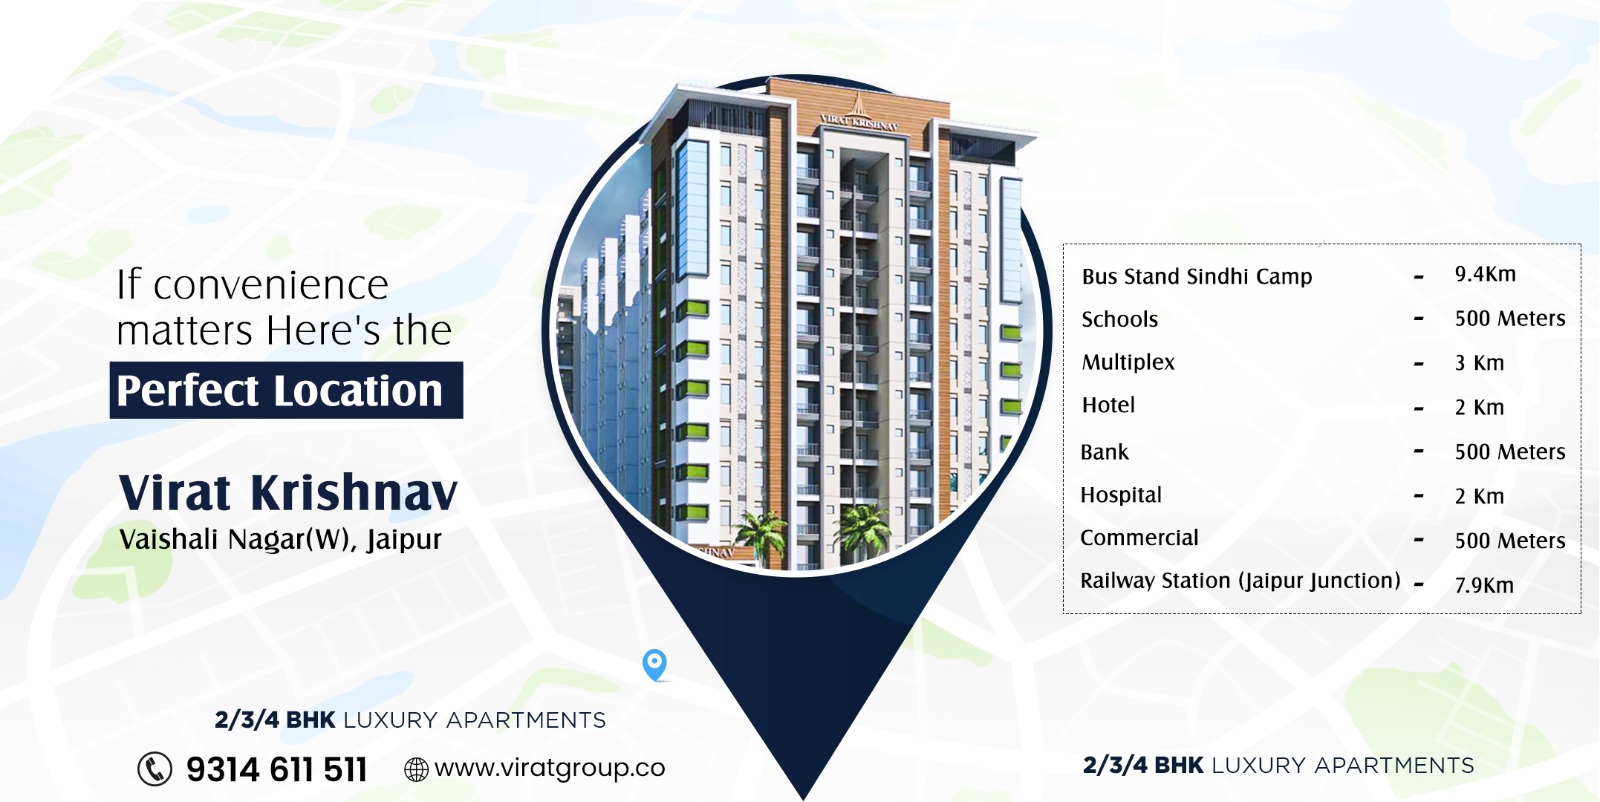 If convenience
matters Here's the
Perfect Location
Virat Krishnav
Vaishali Nagar(W), Jaipur
2/3/4 BHK LUXURY APARTMENTS
9314 611 511
www.viratgroup.co
VIRAT KRISHNAV
SHNAV
Bus Stand Sindhi Camp - 9.4Km
Schools - 500 Meters
Multiplex - 3 Km
Hotel - 2 Km
Bank - 500 Meters
Hospital - 2 Km
Commercial - 500 Meters
Railway Station (Jaipur Junction) - 7.9Km
2/3/4 BHK LUXURY APARTMENTS